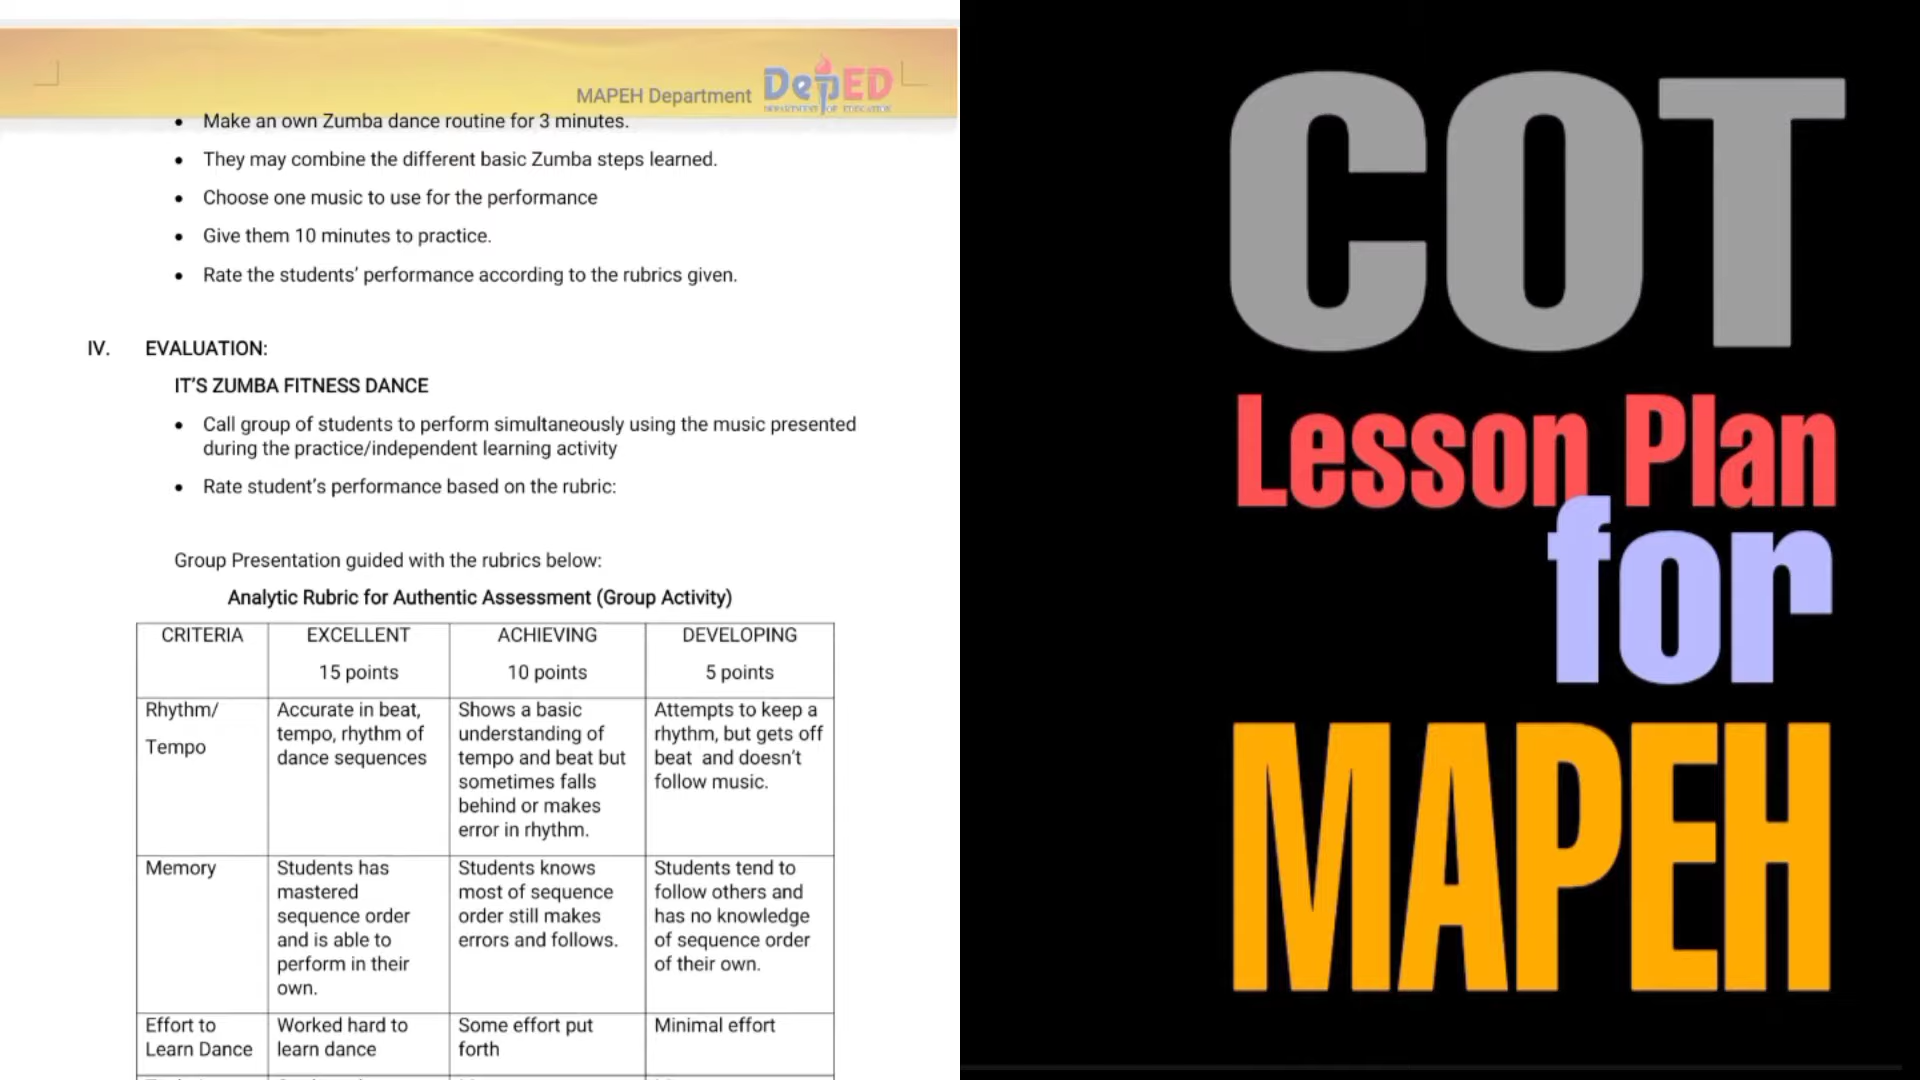 MAPEH Department DepED
DEPARTMENT OF EDUCATION
• Make an own Zumba dance routine for 3 minutes.
• They may combine the different basic Zumba steps learned.
• Choose one music to use for the performance
• Give them 10 minutes to practice.
• Rate the students’ performance according to the rubrics given.
IV. EVALUATION:
IT’S ZUMBA FITNESS DANCE
• Call group of students to perform simultaneously using the music presented
during the practice/independent learning activity
• Rate student’s performance based on the rubric:
Group Presentation guided with the rubrics below:
Analytic Rubric for Authentic Assessment (Group Activity)
CRITERIA
EXCELLENT
15 points
ACHIEVING
10 points
DEVELOPING
5 points
Rhythm/
Tempo
Accurate in beat,
tempo, rhythm of
dance sequences
Shows a basic
understanding of
tempo and beat but
sometimes falls
behind or makes
error in rhythm.
Attempts to keep a
rhythm, but gets off
beat and doesn’t
follow music.
Memory
Students has
mastered
sequence order
and is able to
perform in their
own.
Students knows
most of sequence
order still makes
errors and follows.
Students tend to
follow others and
has no knowledge
of sequence order
of their own.
Effort to
Learn Dance
Worked hard to
learn dance
Some effort put
forth
Minimal effort
COT
Lesson Plan
for
MAPEH